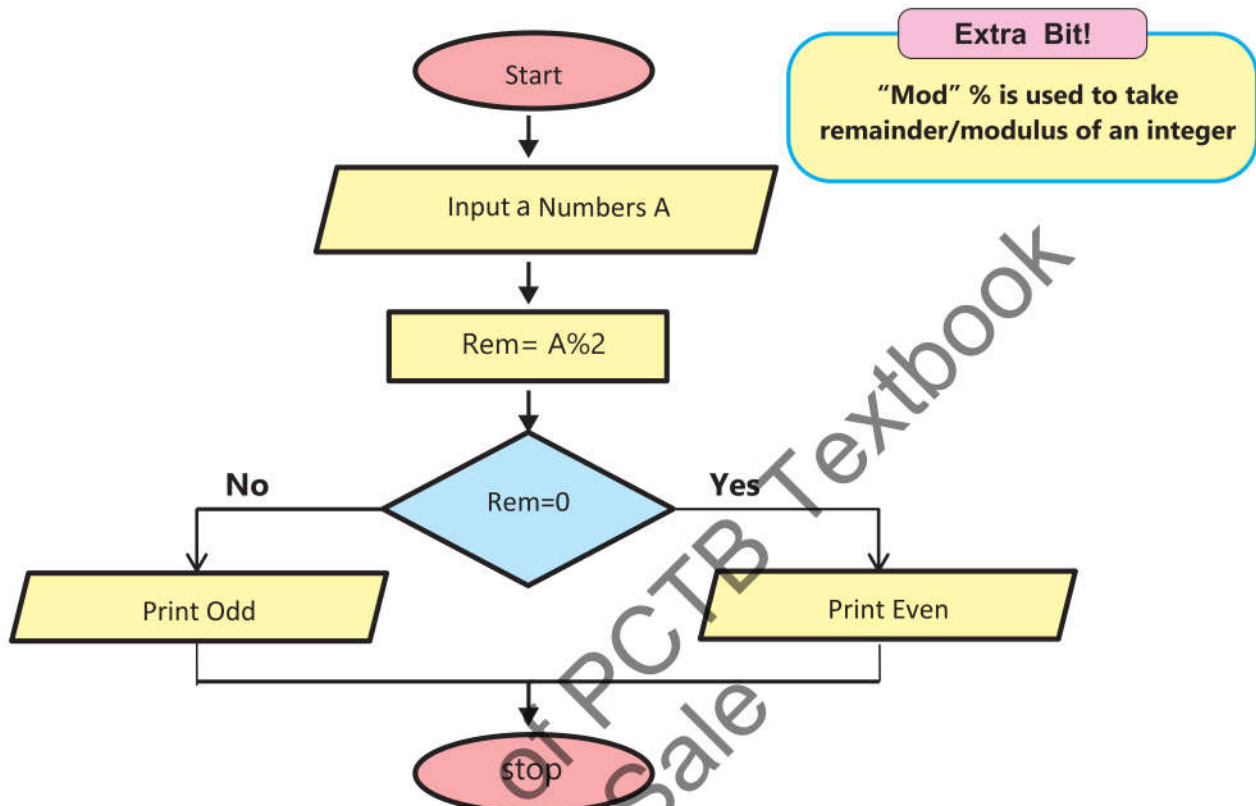 Extra Bit!
Start
“Mod” % is used to take
remainder/modulus of an integer
Input a Numbers A
Rem= A%2
No
Yes
Rem=0
Print Odd
Print Even
stop
of PCTB Textbook
Sale